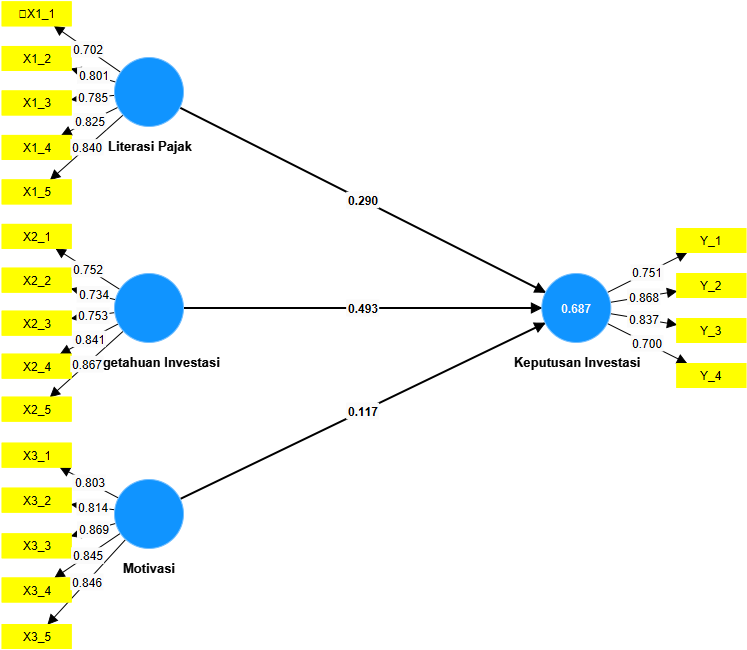 X1_1
0.702
X1_2
0.801
X1_3
0.785
0.825
X1_4
0.840
Literasi Pajak
X1_5
0.290
X2_1
0.752
X2_2
0.734
X2_3
0.753
0.841
X2_4
0.867
getahuan Investasi
X2_5
0.493
X3_1
0.803
X3_2
0.814
0.869
X3_3
0.845
X3_4
0.846
Motivasi
X3_5
0.117
0.687
Keputusan Investasi
Y_1
0.751
Y_2
0.868
0.837
Y_3
0.700
Y_4